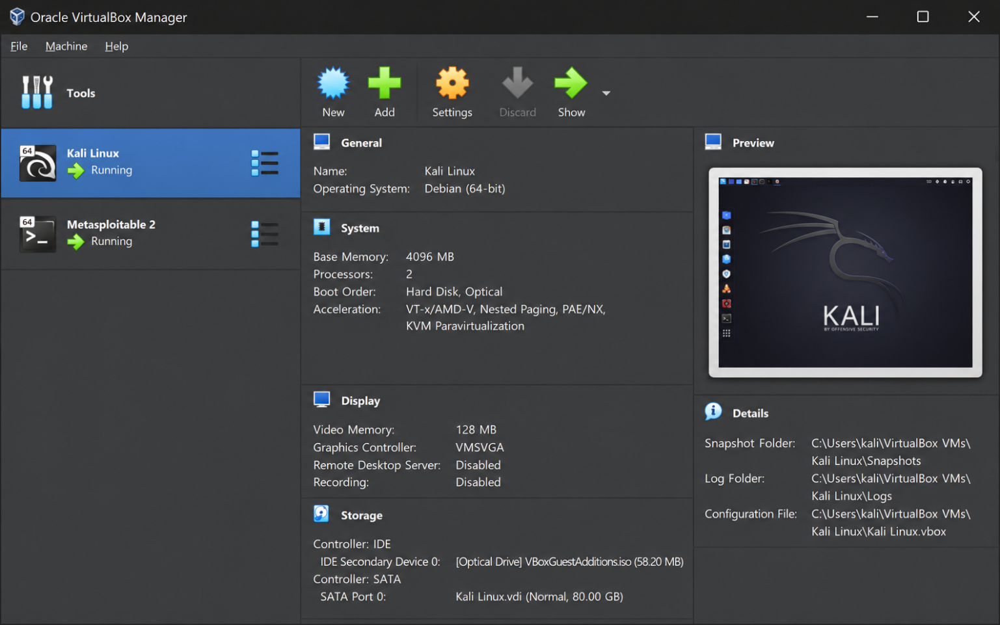 Oracle VirtualBox Manager
File Machine Help
Tools
New Add Settings Discard Show
64
Kali Linux
Running
64
>_
Metasploitable 2
Running
General
Name: Kali Linux
Operating System: Debian (64-bit)
System
Base Memory: 4096 MB
Processors: 2
Boot Order: Hard Disk, Optical
Acceleration: VT-x/AMD-V, Nested Paging, PAE/NX,
KVM Paravirtualization
Display
Video Memory: 128 MB
Graphics Controller: VMSVGA
Remote Desktop Server: Disabled
Recording: Disabled
Storage
Controller: IDE
IDE Secondary Device 0: [Optical Drive] VBoxGuestAdditions.iso (58.20 MB)
Controller: SATA
SATA Port 0: Kali Linux.vdi (Normal, 80.00 GB)
Preview
KALI
BY OFFENSIVE SECURITY
Details
Snapshot Folder: C:\Users\kali\VirtualBox VMs\
Kali Linux\Snapshots
Log Folder: C:\Users\kali\VirtualBox VMs\
Kali Linux\Logs
Configuration File: C:\Users\kali\VirtualBox VMs\
Kali Linux\Kali Linux.vbox